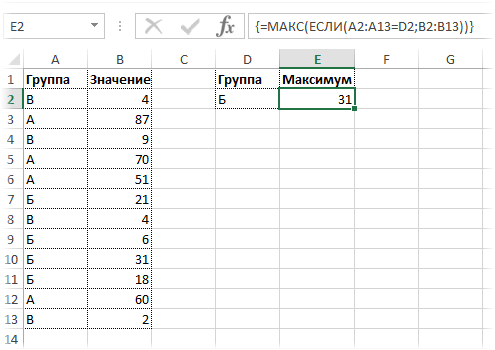 E2 fx {=МАКС(ЕСЛИ(A2:A13=D2;B2:B13))}
A B C D E F G
1 Группа Значение Группа Максимум
2 В 4 Б 31
3 А 87
4 В 9
5 А 70
6 А 51
7 Б 21
8 В 4
9 Б 6
10 Б 31
11 Б 18
12 А 60
13 В 2
14